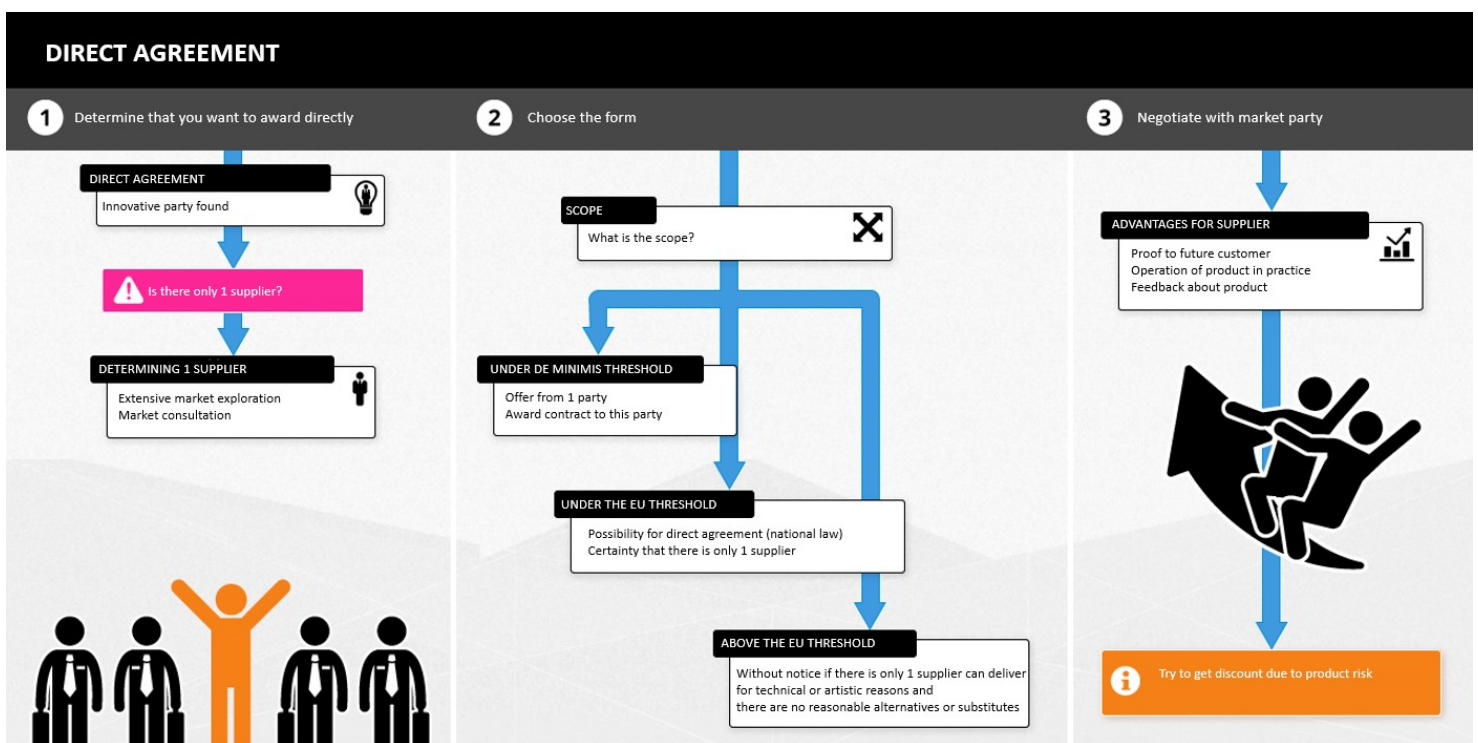 DIRECT AGREEMENT
1 Determine that you want to award directly
DIRECT AGREEMENT
Innovative party found
Is there only 1 supplier?
DETERMINING 1 SUPPLIER
Extensive market exploration
Market consultation
2 Choose the form
SCOPE
What is the scope?
UNDER DE MINIMIS THRESHOLD
Offer from 1 party
Award contract to this party
UNDER THE EU THRESHOLD
Possibility for direct agreement (national law)
Certainty that there is only 1 supplier
ABOVE THE EU THRESHOLD
Without notice if there is only 1 supplier can deliver
for technical or artistic reasons and
there are no reasonable alternatives or substitutes
3 Negotiate with market party
ADVANTAGES FOR SUPPLIER
Proof to future customer
Operation of product in practice
Feedback about product
Try to get discount due to product risk